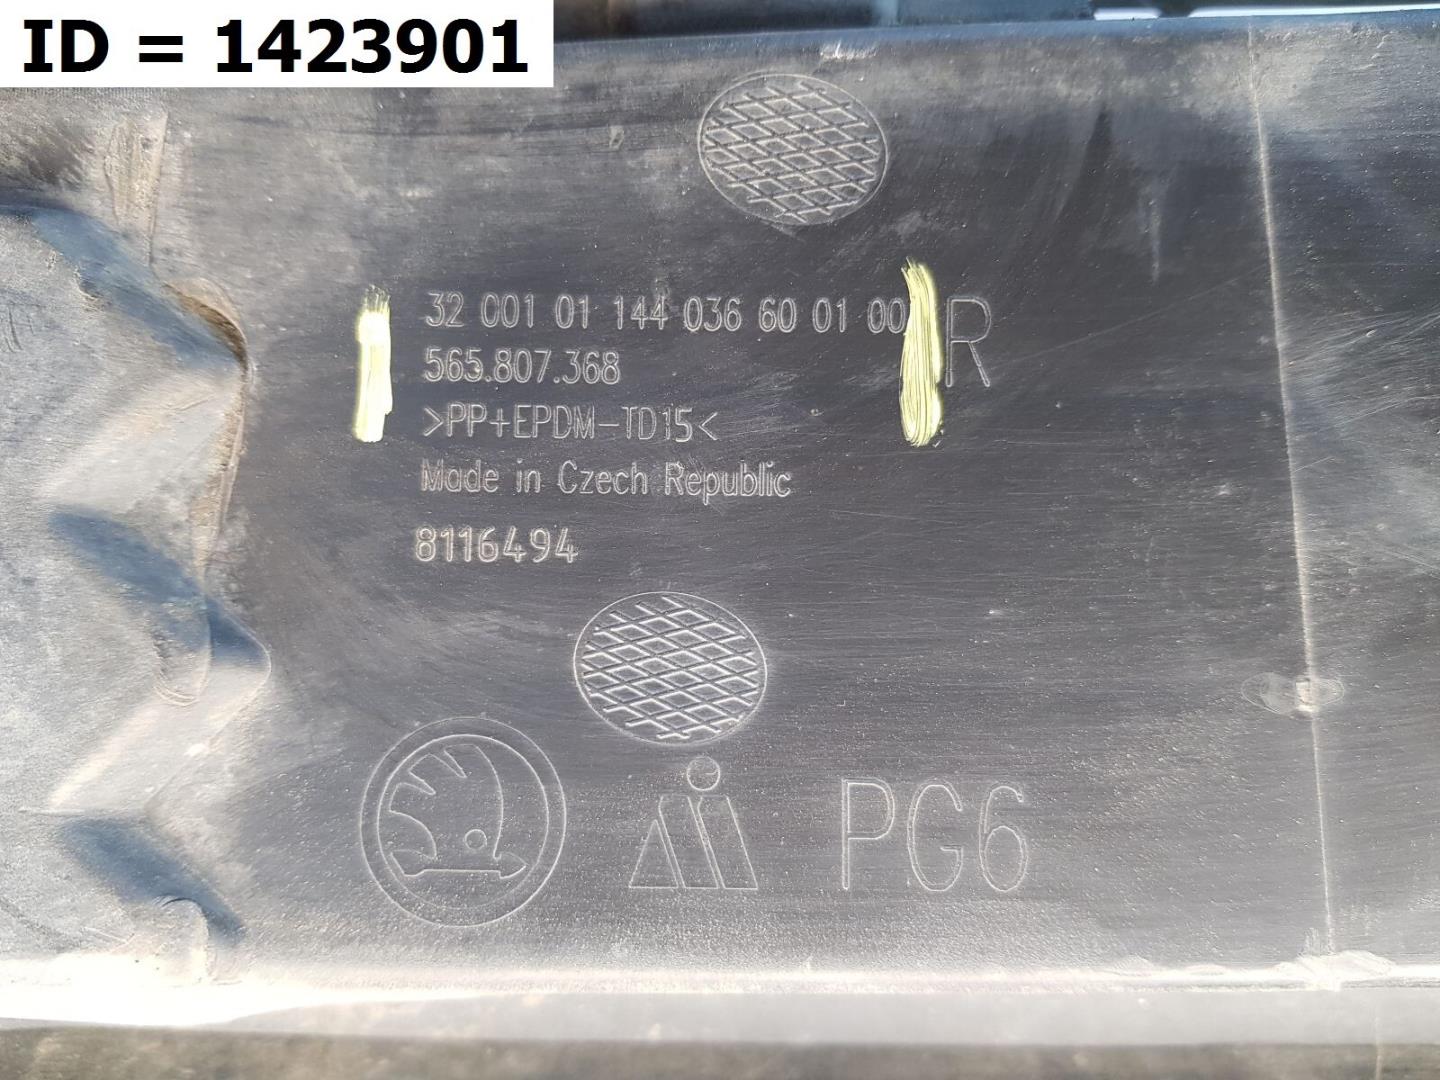 ID = 1423901
32 001 01 144 036 60 01 00 R
565.807.368
>PP+EPDM-TD15<
Made in Czech Republic
8116494
PG6